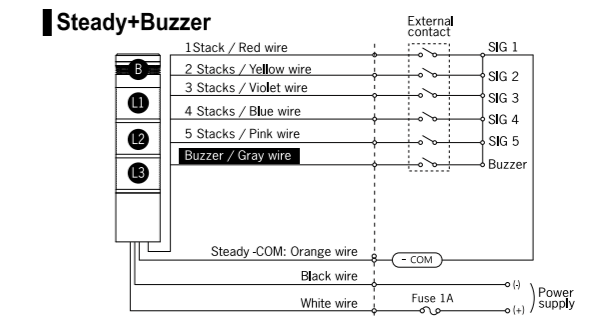 Steady+Buzzer
External
contact
1Stack / Red wire
SIG 1
2 Stacks / Yellow wire
SIG 2
3 Stacks / Violet wire
SIG 3
4 Stacks / Blue wire
SIG 4
5 Stacks / Pink wire
SIG 5
Buzzer / Gray wire
Buzzer
B
L1
L2
L3
Steady -COM: Orange wire
- COM
Black wire
(-)
White wire
Fuse 1A
(+)
Power
supply